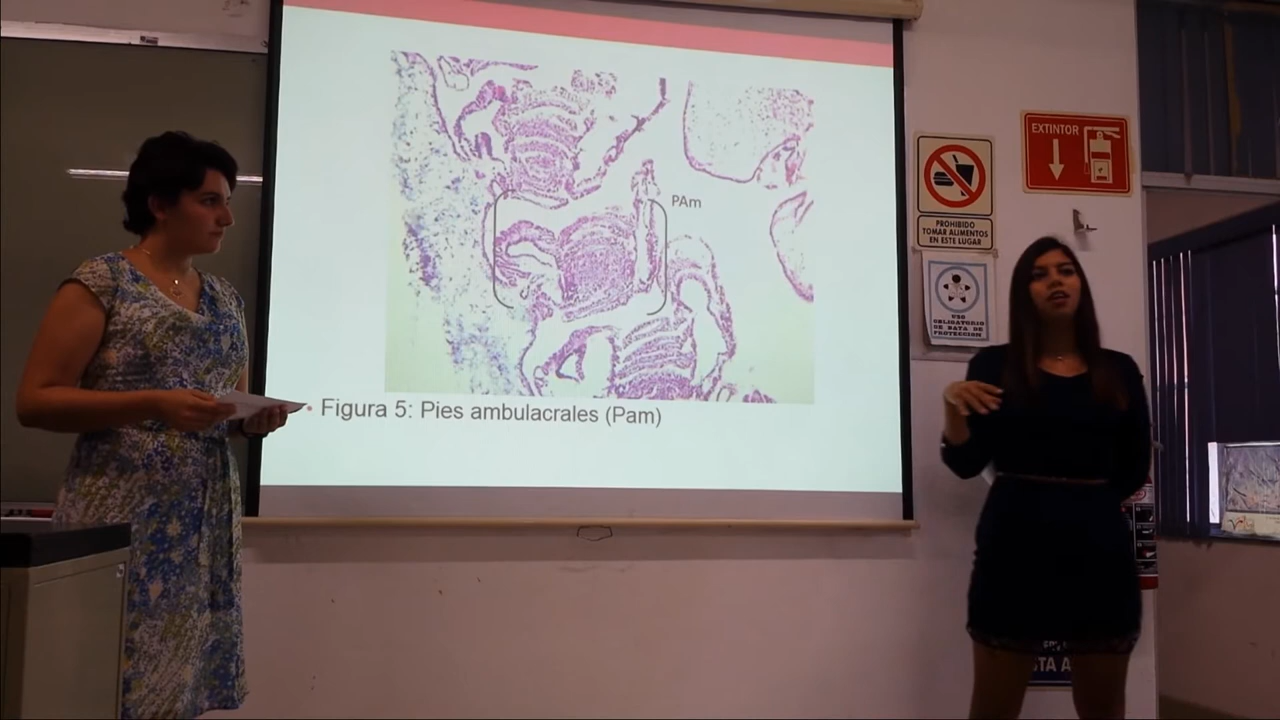 PAm
Figura 5: Pies ambulacrales (Pam)
EXTINTOR
PROHIBIDO
TOMAR ALIMENTOS
EN ESTE LUGAR
USO
OBLIGATORIO
DE BATA DE
PROTECCION
TA A